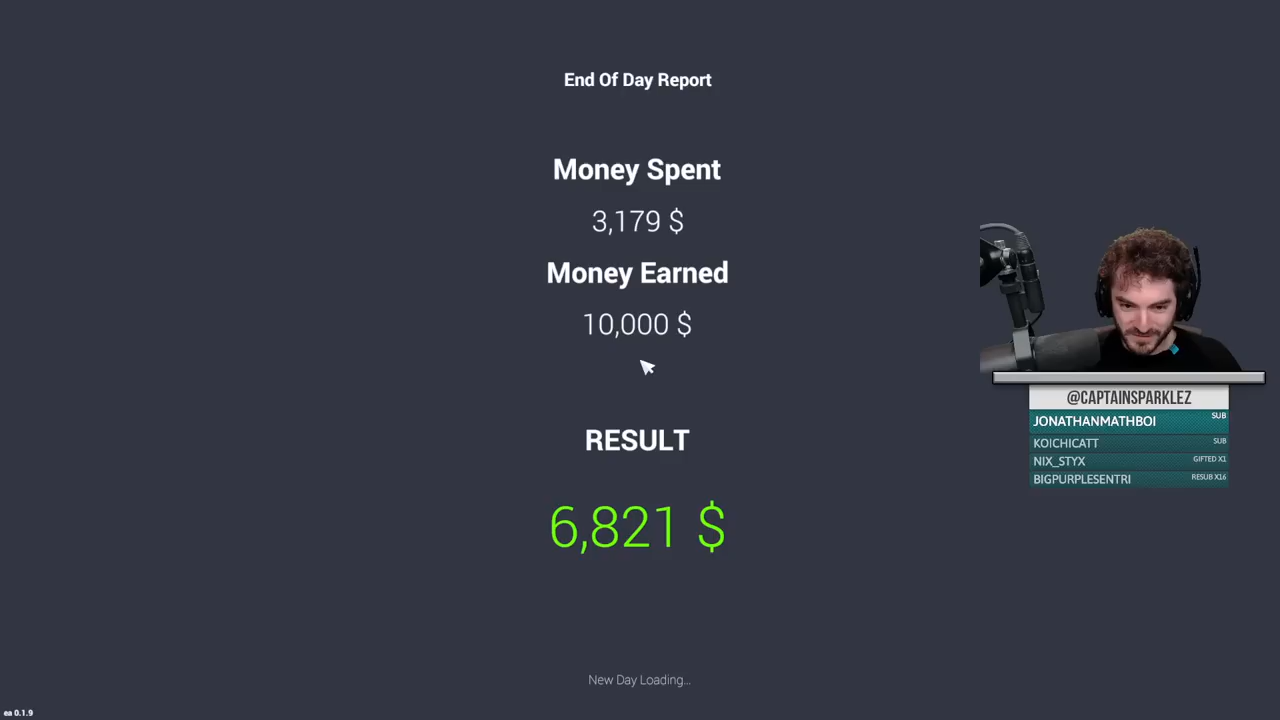 End Of Day Report
Money Spent
3,179 $
Money Earned
10,000 $
RESULT
6,821 $
New Day Loading...
ea 0.1.9
@CAPTAINSPARKLEZ
JONATHANMATHBOI SUB
KOICHICATT SUB
NIX_STYX GIFTED X1
BIGPURPLESENTRI RESUB X16